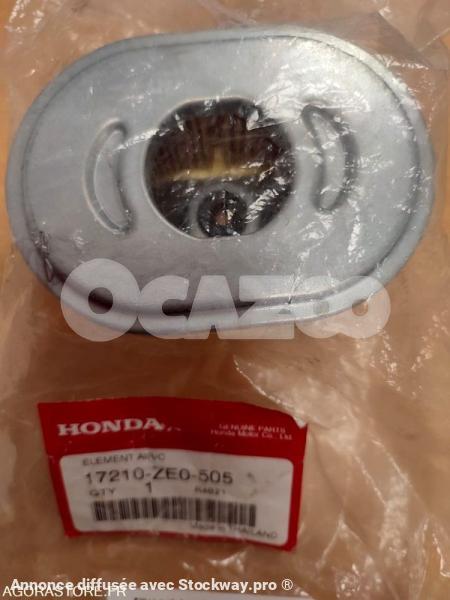 OCAZOO
HONDA
GENUINE PARTS
Honda Motor Co., Ltd.
ELEMENT A/C
17210-ZE0-505
QTY 1
MADE IN THAILAND
Annonce diffusée avec Stockway.pro ®
AGORASTORE.FR